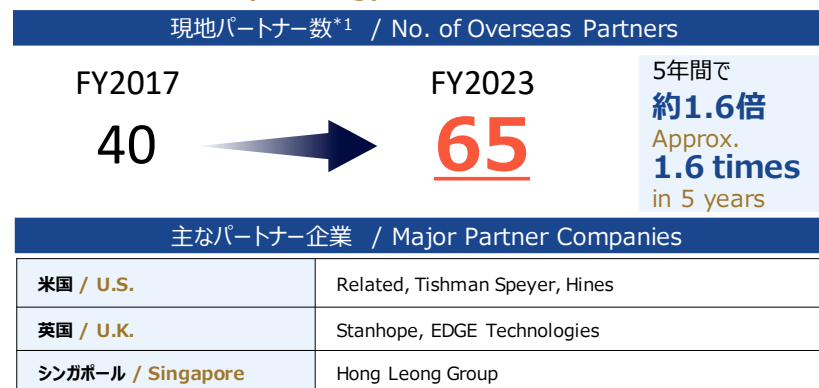 現地パートナー数*1 / No. of Overseas Partners
FY2017
FY2023
40
65
5年間で
約1.6倍
Approx.
1.6 times
in 5 years
主なパートナー企業 / Major Partner Companies
米国 / U.S.
Related, Tishman Speyer, Hines
英国 / U.K.
Stanhope, EDGE Technologies
シンガポール / Singapore
Hong Leong Group